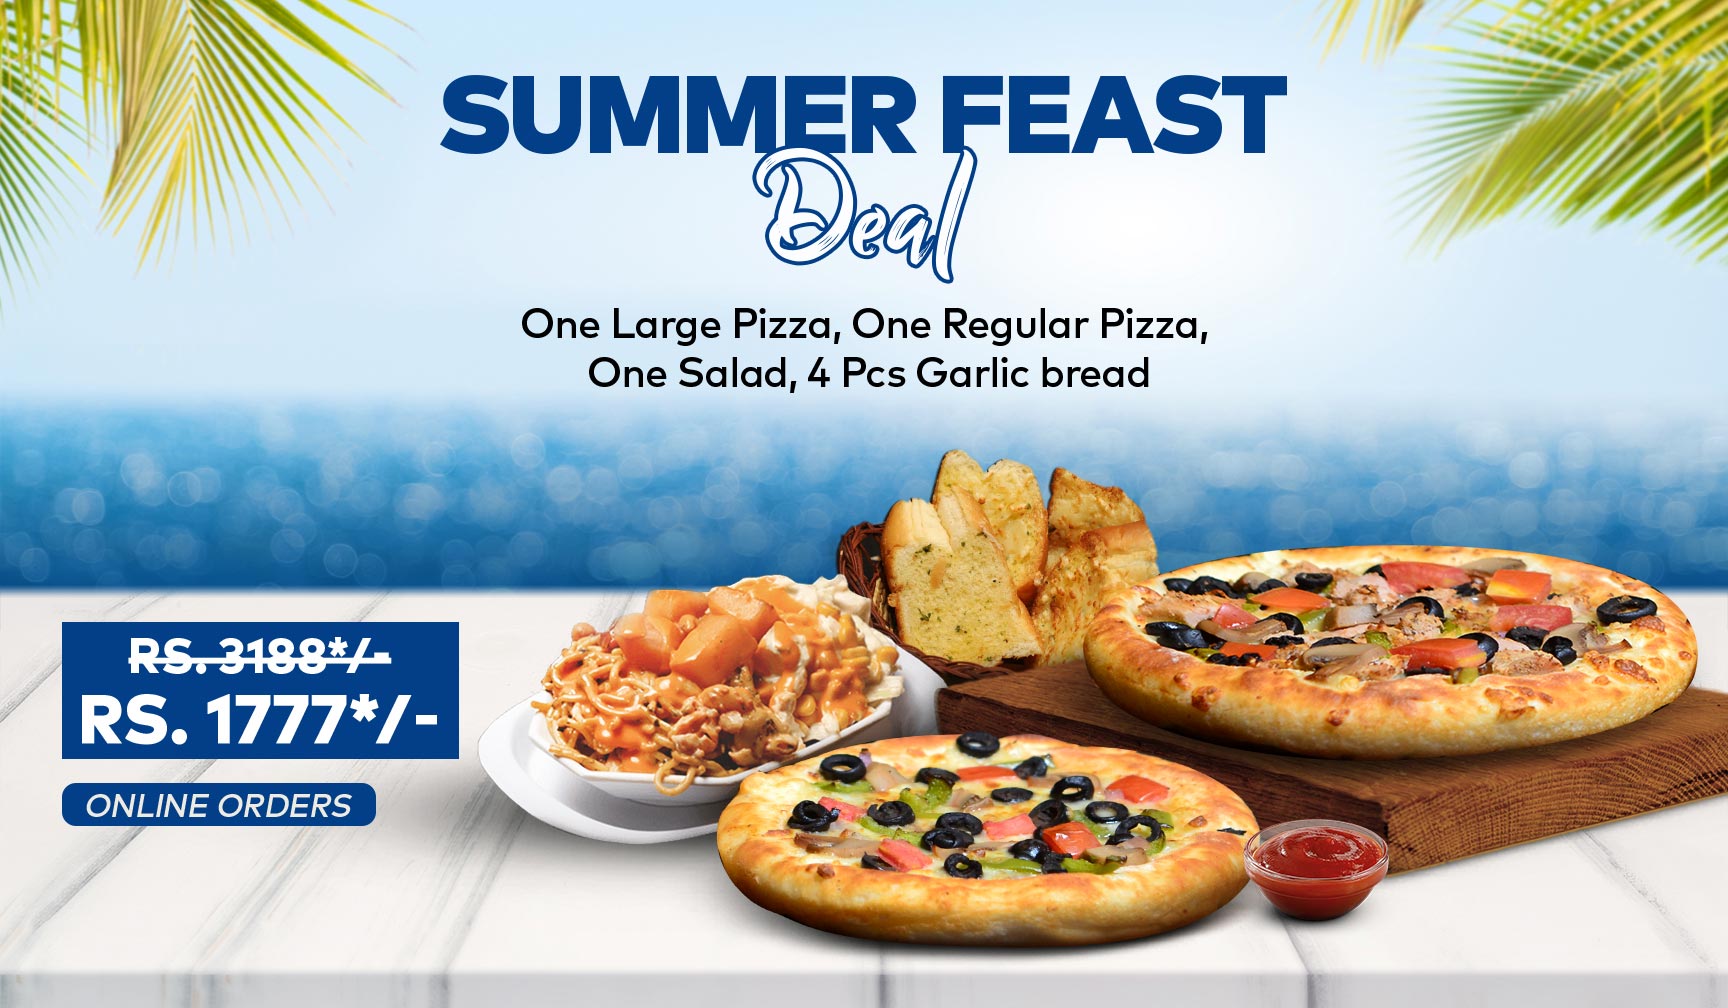 SUMMER FEAST
Deal
One Large Pizza, One Regular Pizza,
One Salad, 4 Pcs Garlic bread
RS. 3188*/-
RS. 1777*/-
ONLINE ORDERS